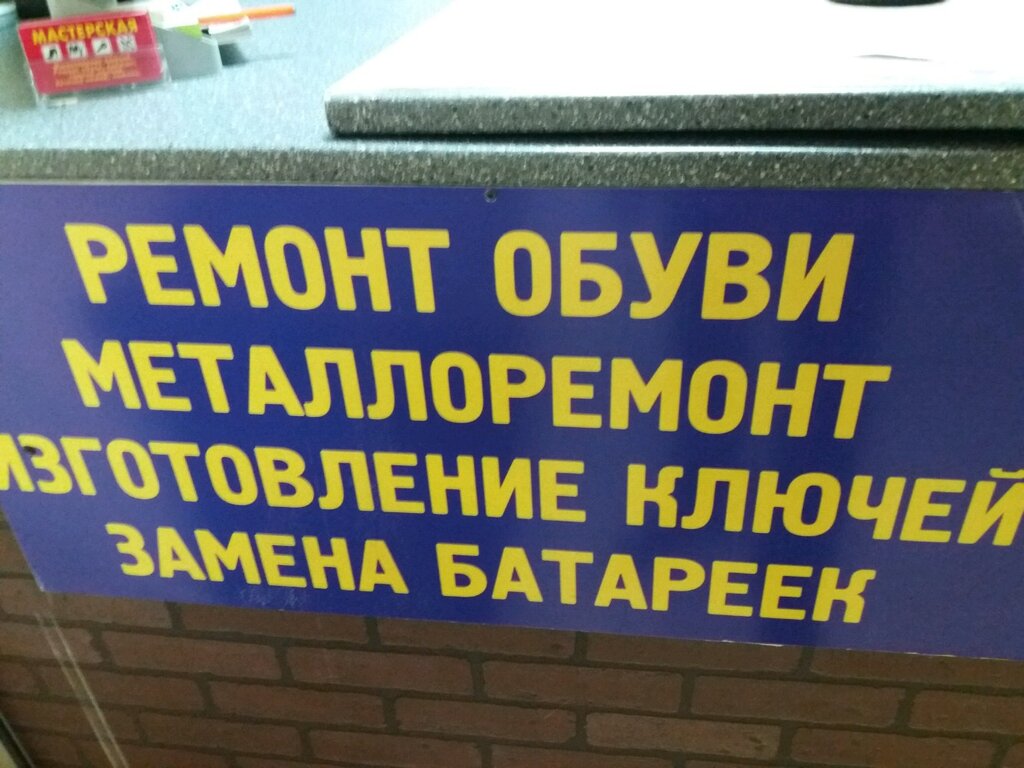 МАСТЕРСКАЯ
РЕМОНТ ОБУВИ
МЕТАЛЛОРЕМОНТ
ИЗГОТОВЛЕНИЕ КЛЮЧЕЙ
ЗАМЕНА БАТАРЕЕК